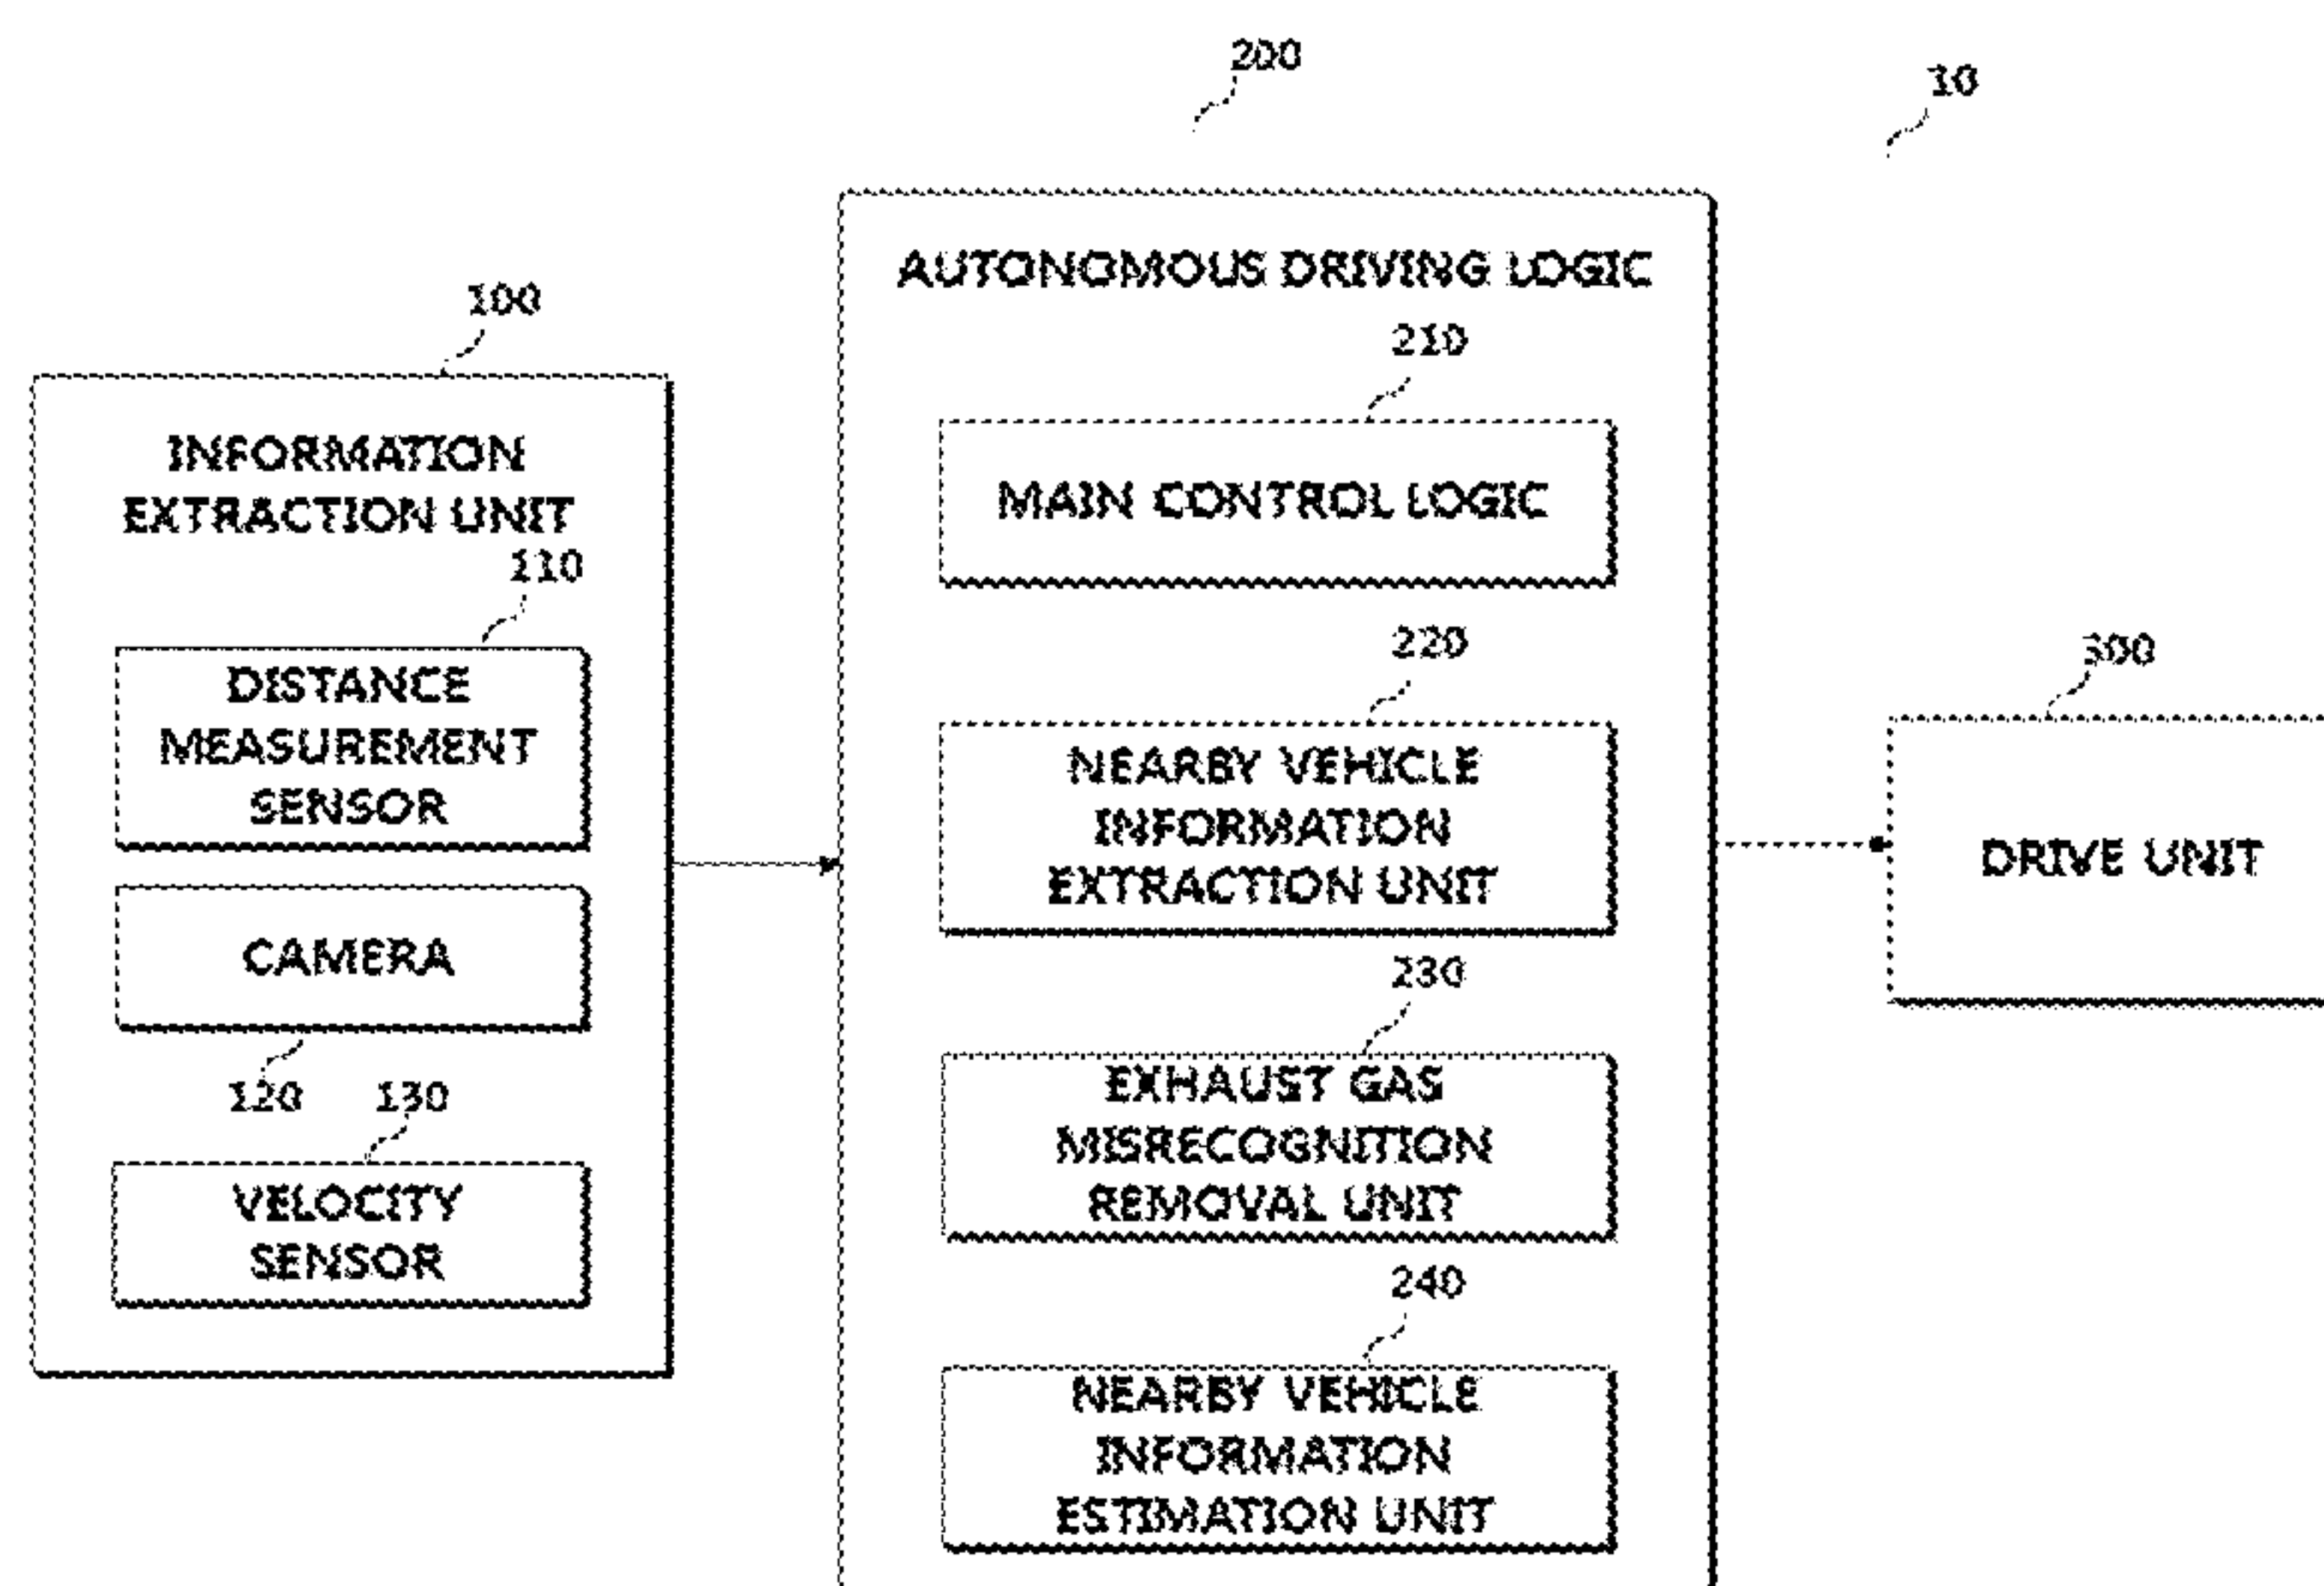 200
10
100
INFORMATION
EXTRACTION UNIT
110
DISTANCE
MEASUREMENT
SENSOR
CAMERA
120 130
VELOCITY
SENSOR
AUTONOMOUS DRIVING LOGIC
210
MAIN CONTROL LOGIC
220
NEARBY VEHICLE
INFORMATION
EXTRACTION UNIT
230
EXHAUST GAS
MISRECOGNITION
REMOVAL UNIT
240
NEARBY VEHICLE
INFORMATION
ESTIMATION UNIT
300
DRIVE UNIT